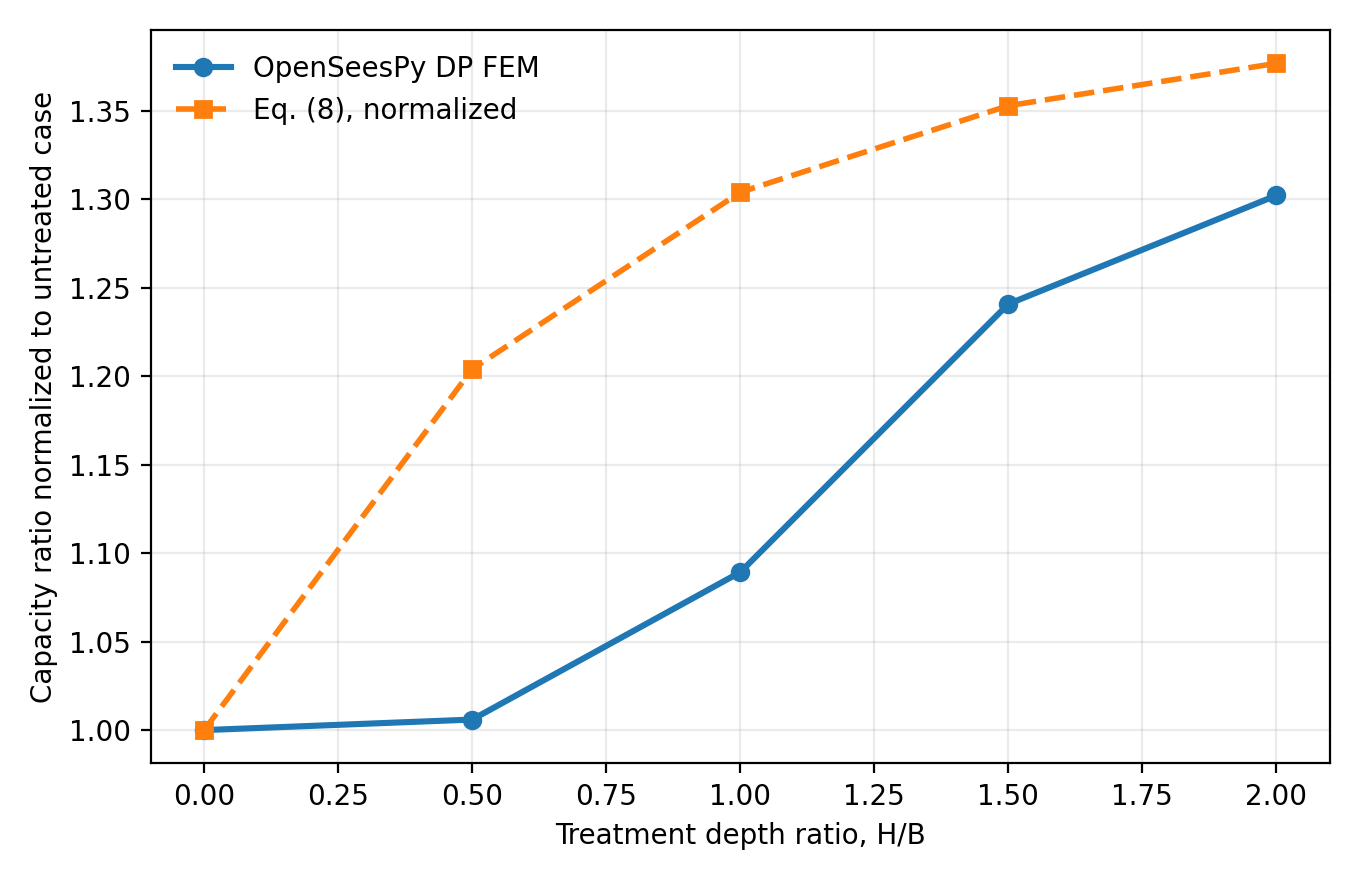 OpenSeesPy DP FEM
Eq. (8), normalized
Capacity ratio normalized to untreated case
1.35
1.30
1.25
1.20
1.15
1.10
1.05
1.00
0.00 0.25 0.50 0.75 1.00 1.25 1.50 1.75 2.00
Treatment depth ratio, H/B